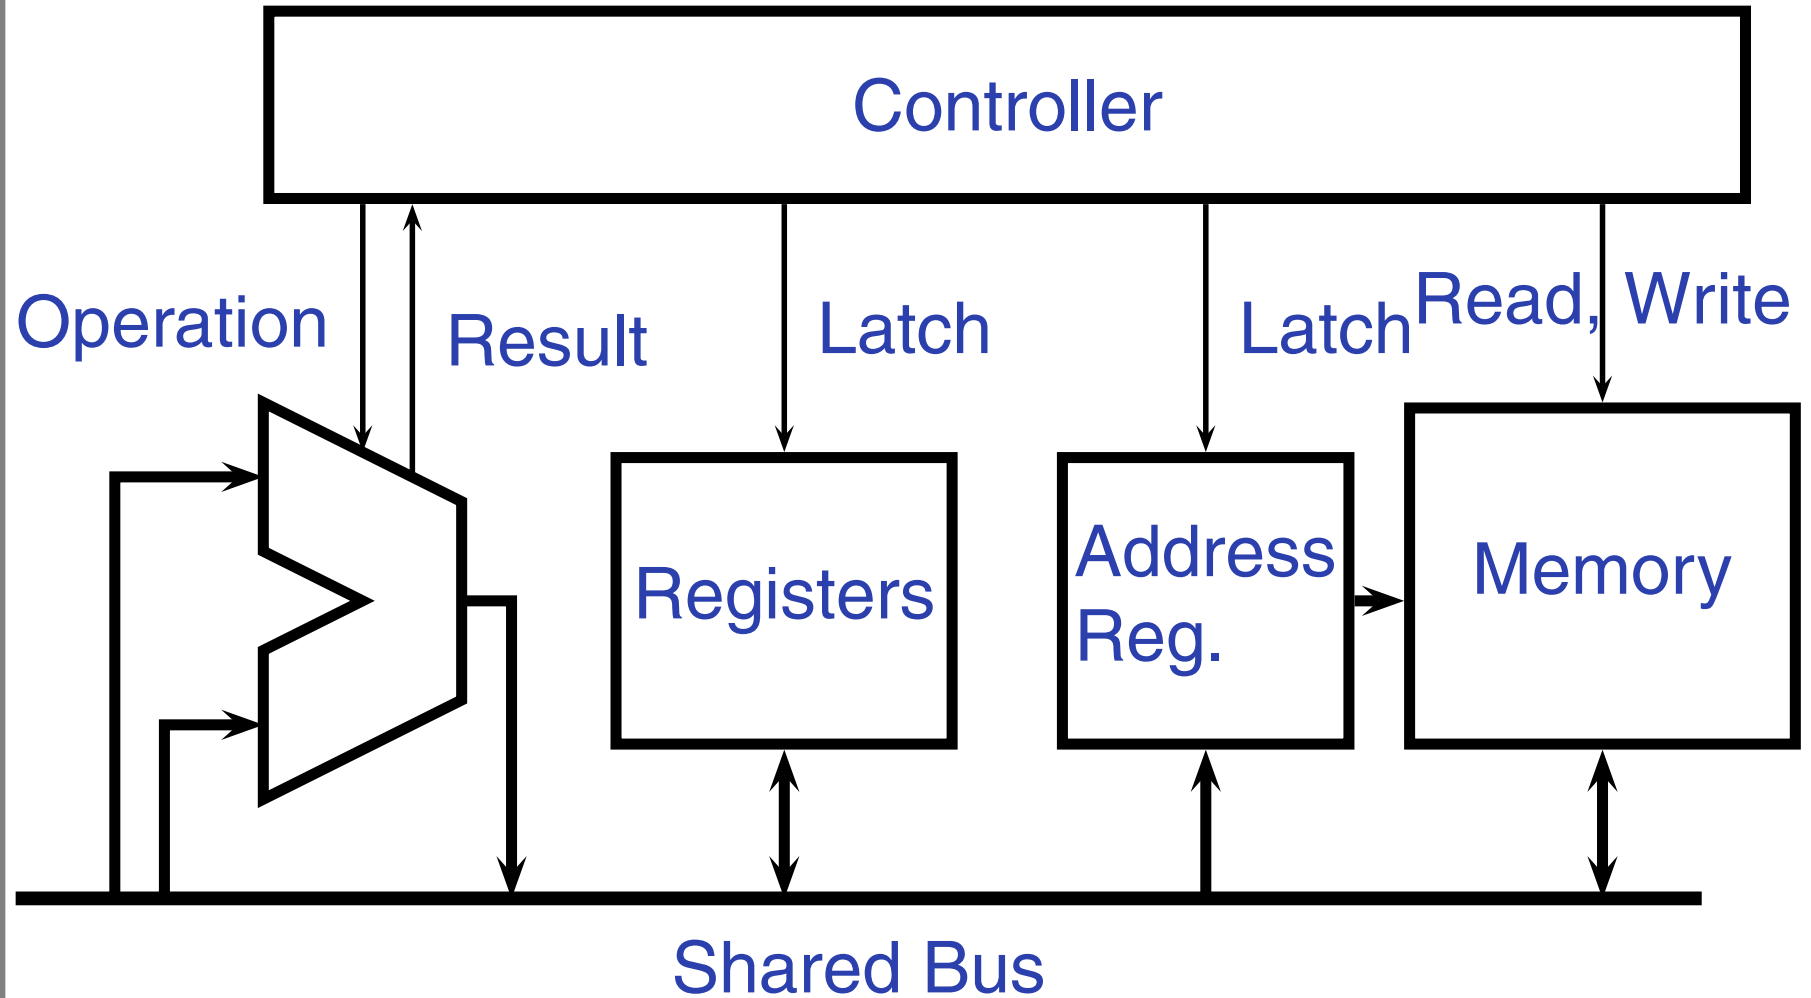 Controller
Operation
Result
Latch
Latch
Read, Write
Registers
Address
Reg.
Memory
Shared Bus